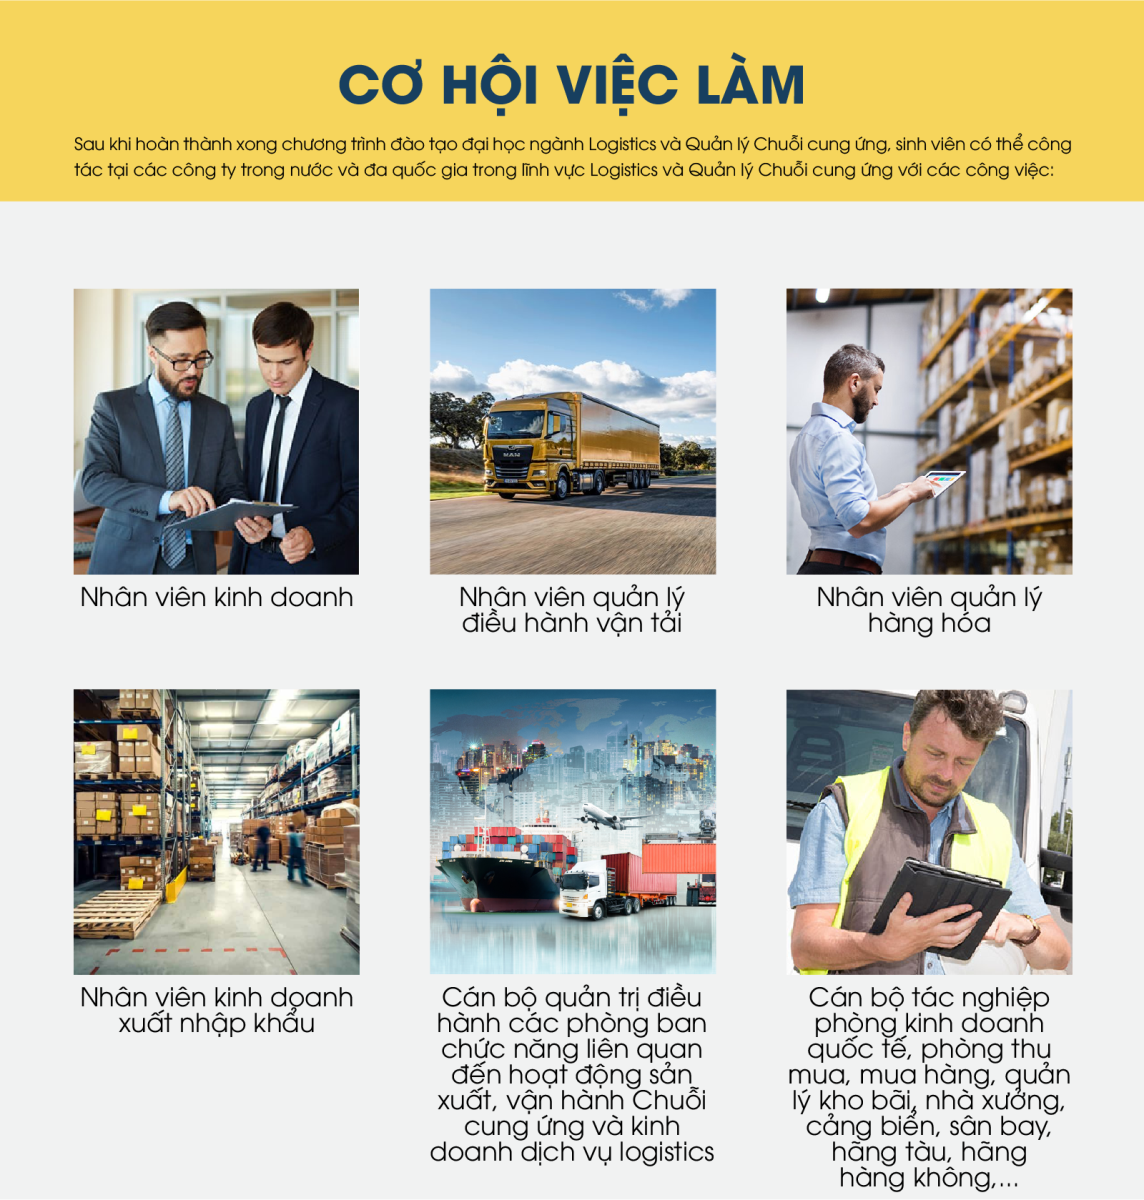 CƠ HỘI VIỆC LÀM
Sau khi hoàn thành xong chương trình đào tạo đại học ngành Logistics và Quản lý Chuỗi cung ứng, sinh viên có thể công
tác tại các công ty trong nước và đa quốc gia trong lĩnh vực Logistics và Quản lý Chuỗi cung ứng với các công việc:
MAN
Nhân viên kinh doanh
Nhân viên quản lý
điều hành vận tải
Nhân viên quản lý
hàng hóa
Nhân viên kinh doanh
xuất nhập khẩu
Cán bộ quản trị điều
hành các phòng ban
chức năng liên quan
đến hoạt động sản
xuất, vận hành Chuỗi
cung ứng và kinh
doanh dịch vụ logistics
Cán bộ tác nghiệp
phòng kinh doanh
quốc tế, phòng thu
mua, mua hàng, quản
lý kho bãi, nhà xưởng,
cảng biển, sân bay,
hãng tàu, hãng
hàng không,...